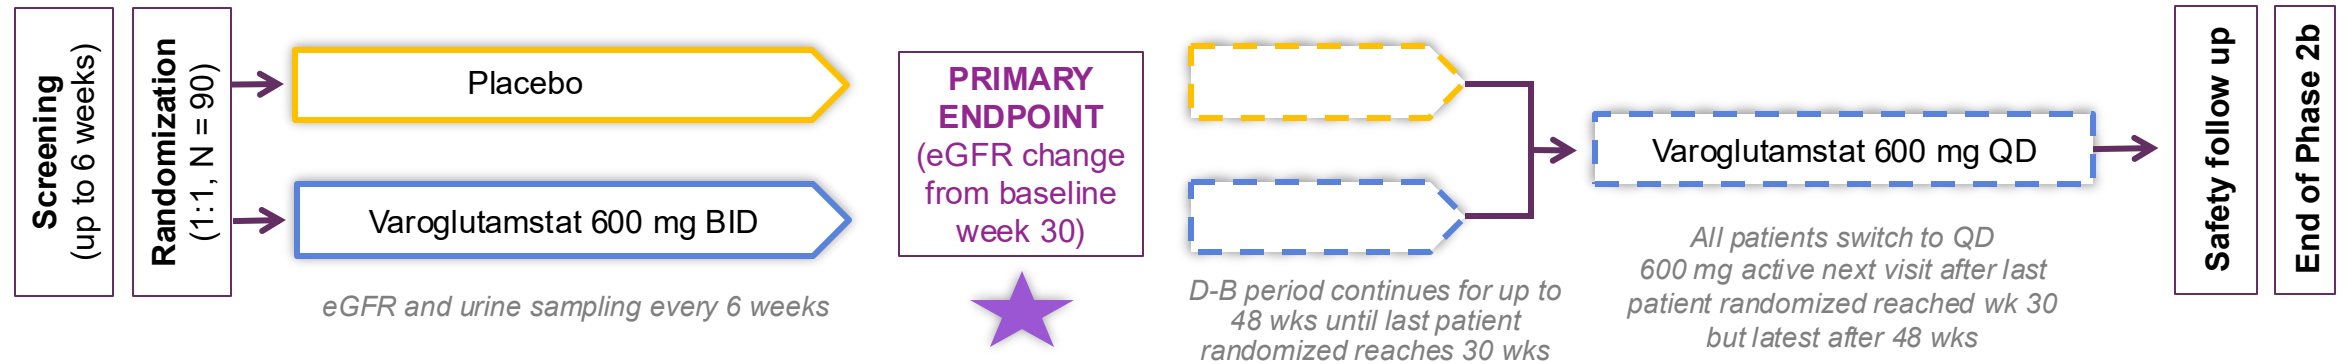 Screening
(up to 6 weeks)
Randomization
(1:1, N = 90)
Placebo
Varoglutamstat 600 mg BID
eGFR and urine sampling every 6 weeks
PRIMARY
ENDPOINT
(eGFR change
from baseline
week 30)
D-B period continues for up to
48 wks until last patient
randomized reaches 30 wks
Varoglutamstat 600 mg QD
All patients switch to QD
600 mg active next visit after last
patient randomized reached wk 30
but latest after 48 wks
Safety follow up
End of Phase 2b